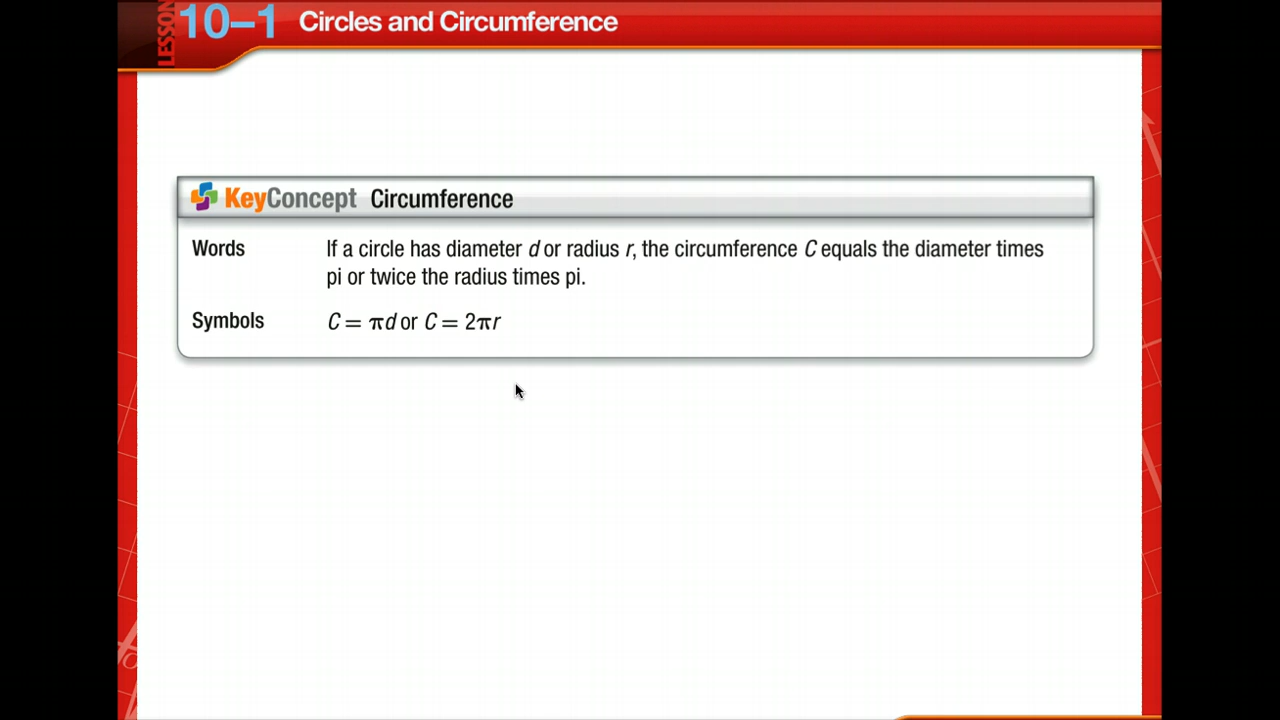 LESSON 10–1 Circles and Circumference
KeyConcept Circumference
Words If a circle has diameter d or radius r, the circumference C equals the diameter times
pi or twice the radius times pi.
Symbols C = πd or C = 2πr